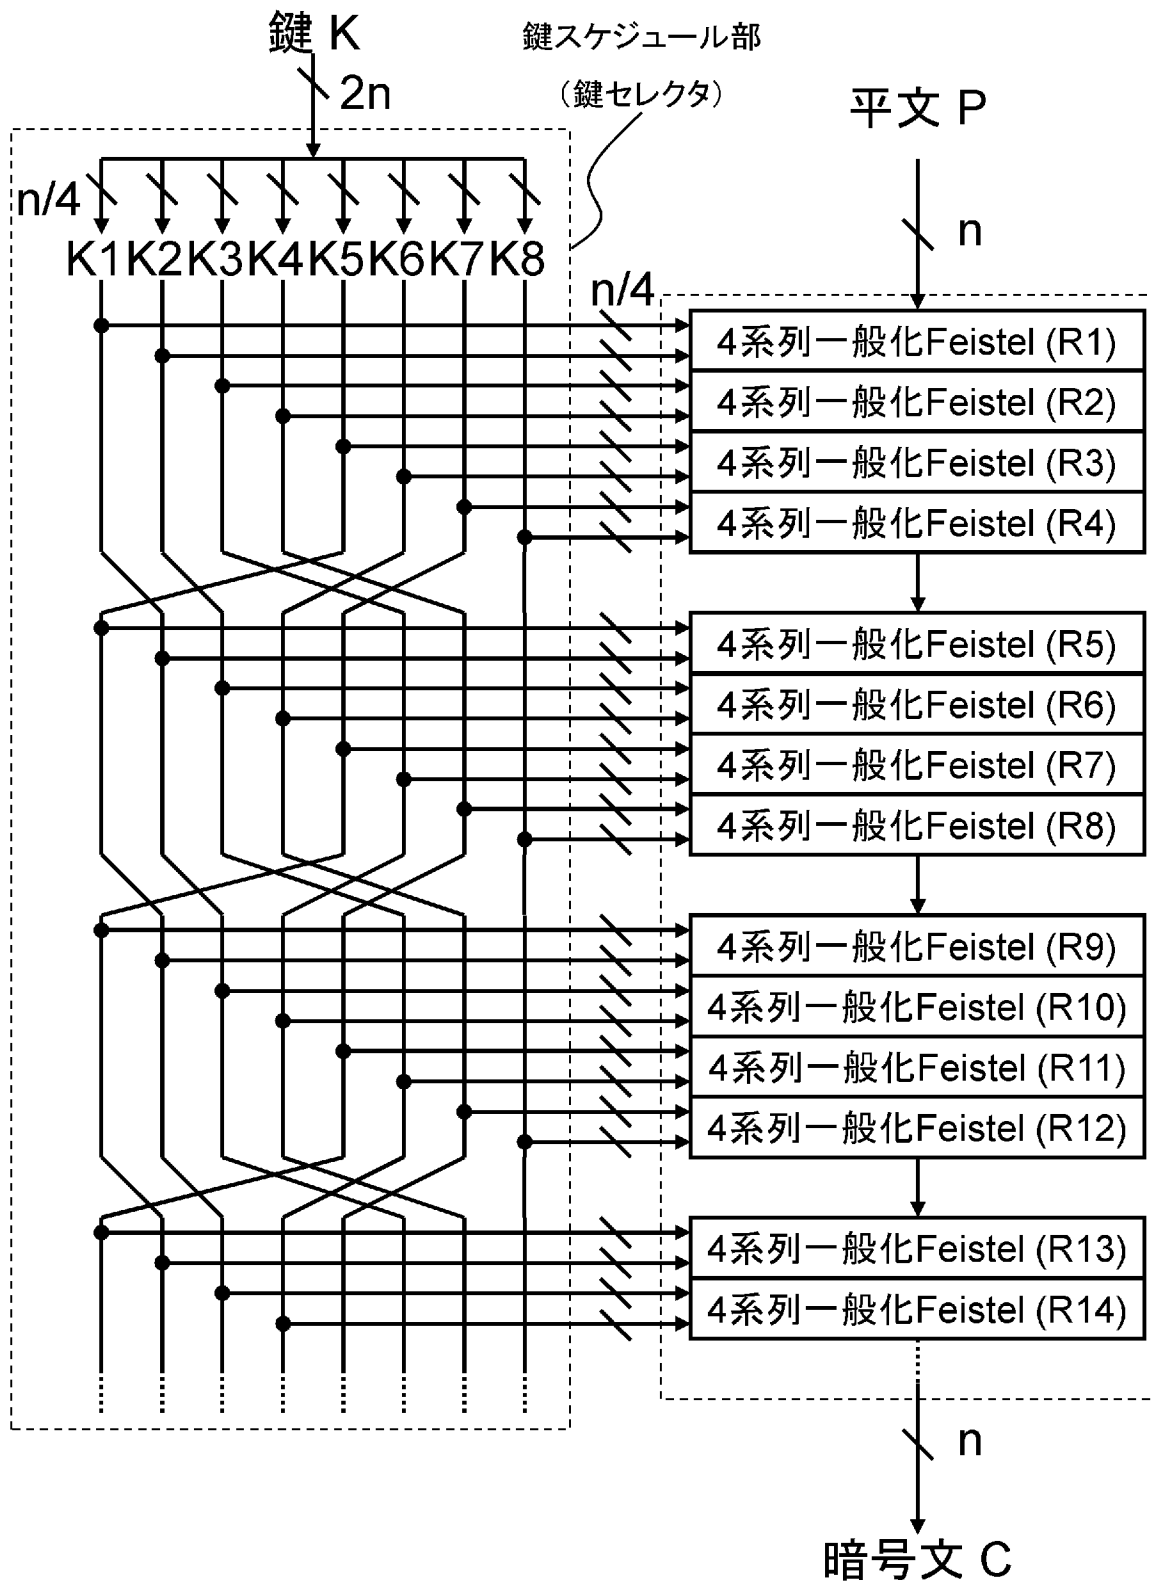 鍵 K
2n
鍵スケジュール部
(鍵セレクタ)
平文 P
n
n/4
K1 K2 K3 K4 K5 K6 K7 K8
n/4
4系列一般化Feistel (R1)
4系列一般化Feistel (R2)
4系列一般化Feistel (R3)
4系列一般化Feistel (R4)
4系列一般化Feistel (R5)
4系列一般化Feistel (R6)
4系列一般化Feistel (R7)
4系列一般化Feistel (R8)
4系列一般化Feistel (R9)
4系列一般化Feistel (R10)
4系列一般化Feistel (R11)
4系列一般化Feistel (R12)
4系列一般化Feistel (R13)
4系列一般化Feistel (R14)
n
暗号文 C